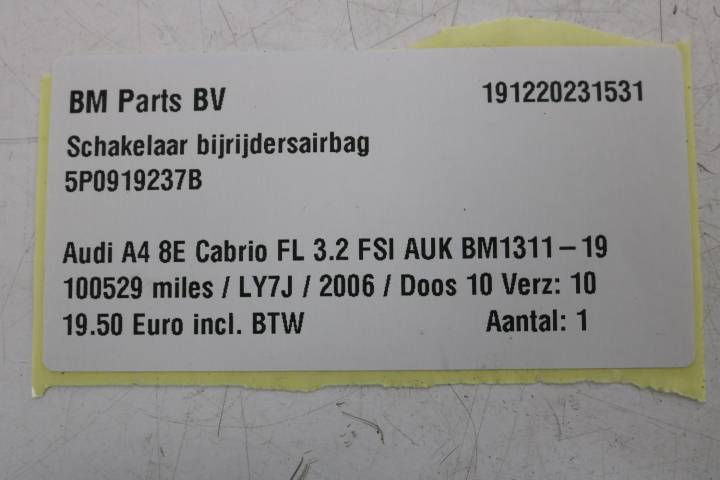 BM Parts BV 191220231531
Schakelaar bijrijdersairbag
5P0919237B
Audi A4 8E Cabrio FL 3.2 FSI AUK BM1311-19
100529 miles / LY7J / 2006 / Doos 10 Verz: 10
19.50 Euro incl. BTW Aantal: 1